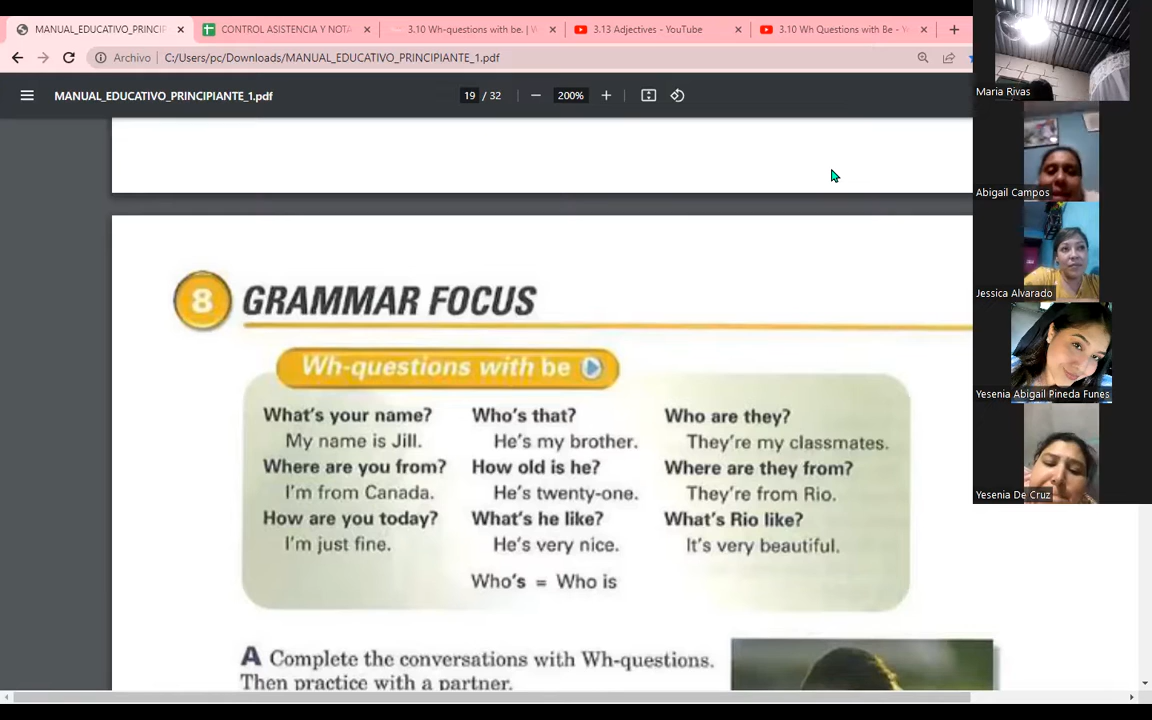 MANUAL_EDUCATIVO_PRINCIP
CONTROL ASISTENCIA Y NOTA
3.10 Wh-questions with be. | V
3.13 Adjectives - YouTube
3.10 Wh Questions with Be - Y
Archivo
C:/Users/pc/Downloads/MANUAL_EDUCATIVO_PRINCIPIANTE_1.pdf
MANUAL_EDUCATIVO_PRINCIPIANTE_1.pdf
19 / 32
200%
Maria Rivas
Abigail Campos
Jessica Alvarado
Yesenia Abigail Pineda Funes
Yesenia De Cruz
8 GRAMMAR FOCUS
Wh-questions with be
What's your name?
My name is Jill.
Where are you from?
I'm from Canada.
How are you today?
I'm just fine.
Who's that?
He's my brother.
How old is he?
He's twenty-one.
What's he like?
He's very nice.
Who's = Who is
Who are they?
They're my classmates.
Where are they from?
They're from Rio.
What's Rio like?
It's very beautiful.
A Complete the conversations with Wh-questions.
Then practice with a partner.